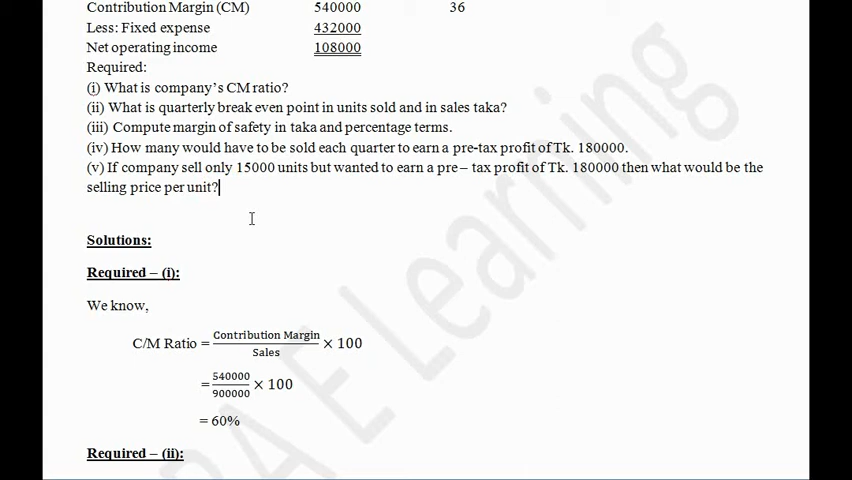 Contribution Margin (CM) 540000 36
Less: Fixed expense 432000
Net operating income 108000
Required:
(i) What is company's CM ratio?
(ii) What is quarterly break even point in units sold and in sales taka?
(iii) Compute margin of safety in taka and percentage terms.
(iv) How many would have to be sold each quarter to earn a pre-tax profit of Tk. 180000.
(v) If company sell only 15000 units but wanted to earn a pre – tax profit of Tk. 180000 then what would be the
selling price per unit?
Solutions:
Required – (i):
We know,
C/M Ratio = Contribution Margin / Sales × 100
= 540000 / 900000 × 100
= 60%
Required – (ii):
PA E Learning